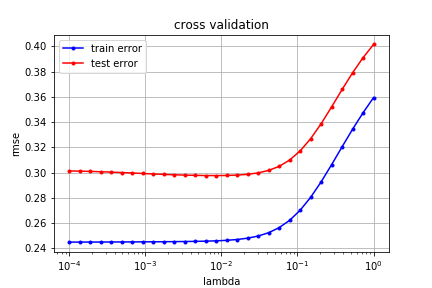 cross validation
train error
test error
rmse
0.40
0.38
0.36
0.34
0.32
0.30
0.28
0.26
0.24
10⁻⁴
10⁻³
10⁻²
10⁻¹
10⁰
lambda